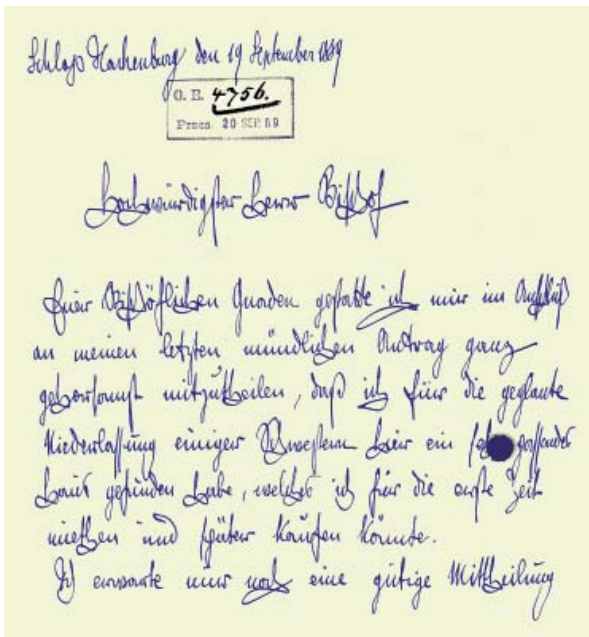 Schloß Hachenburg den 19 September 1889
O. E. 4756.
Praes. 20 SEP. 89
Hochwürdigster Herr Bischof
Euer Bischöflichen Gnaden gestatte ich mir im Anschluß
an meinen letzten mündlichen Antrag ganz
gehorsamst mitzutheilen, daß ich für die geplante
Niederlassung einiger Schwestern hier ein passendes
Haus gefunden habe, welches ich für die erste Zeit
miethen und später kaufen könnte.
Ich erwarte nur noch eine gütige Mittheilung